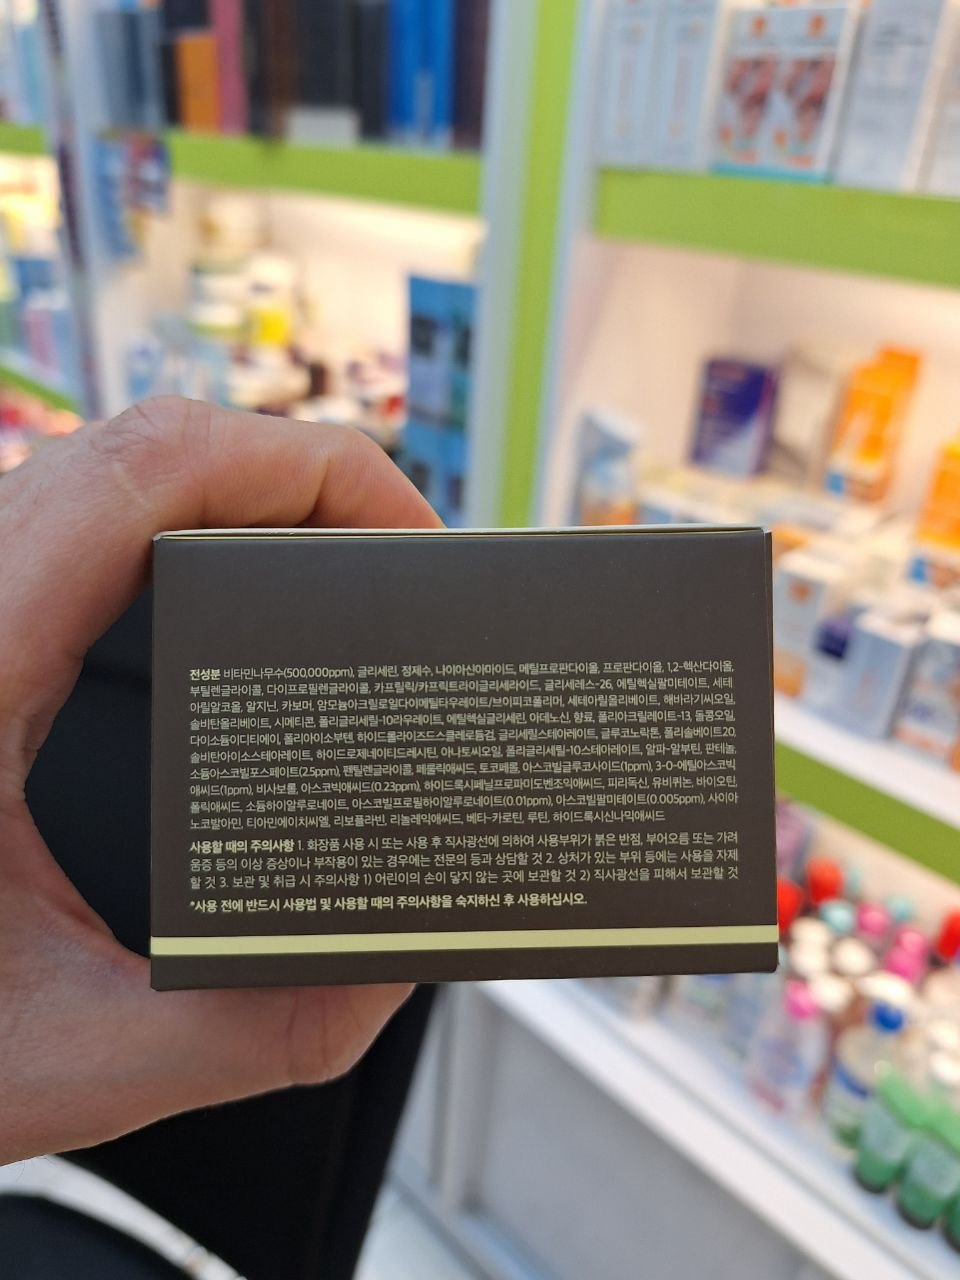 전성분 비타민나무수(500,000ppm), 글리세린, 정제수, 나이아신아마이드, 메틸프로판다이올, 프로판다이올, 1,2-헥산다이올,
부틸렌글라이콜, 다이프로필렌글라이콜, 카프릴릭/카프릭트라이글리세라이드, 글리세레스-26, 에틸헥실팔미테이트, 세테
아릴알코올, 알지닌, 카보머, 암모늄아크릴로일다이메틸타우레이트/브이피코폴리머, 세테아릴올리베이트, 해바라기씨오일,
솔비탄올리베이트, 시메티콘, 폴리글리세릴-10라우레이트, 에틸헥실글리세린, 아데노신, 향료, 폴리아크릴레이트-13, 돌콩오일,
다이소듐이디티에이, 폴리아이소부텐, 하이드롤라이즈드스클레로튬검, 글리세릴스테아레이트, 글루코노락톤, 폴리솔베이트20,
솔비탄아이소스테아레이트, 하이드로제네이티드레시틴, 아나토씨오일, 폴리글리세릴-10스테아레이트, 알파-알부틴, 판테놀,
소듐아스코빌포스페이트(2.5ppm), 펜틸렌글라이콜, 페룰릭애씨드, 토코페롤, 아스코빌글루코사이드(1ppm), 3-O-에틸아스코빅
애씨드(1ppm), 비사보롤, 아스코빅애씨드(0.23ppm), 하이드록시페닐프로파미도벤조익애씨드, 피리독신, 유비퀴논, 바이오틴,
폴릭애씨드, 소듐하이알루로네이트, 아스코빌프로필하이알루로네이트(0.01ppm), 아스코빌팔미테이트(0.005ppm), 사이아
노코발아민, 티아민에이치씨엘, 리보플라빈, 리놀레익애씨드, 베타-카로틴, 루틴, 하이드록시신나믹애씨드
사용할 때의 주의사항 1. 화장품 사용 시 또는 사용 후 직사광선에 의하여 사용부위가 붉은 반점, 부어오름 또는 가려
움증 등의 이상 증상이나 부작용이 있는 경우에는 전문의 등과 상담할 것 2. 상처가 있는 부위 등에는 사용을 자제
할 것 3. 보관 및 취급 시 주의사항 1) 어린이의 손이 닿지 않는 곳에 보관할 것 2) 직사광선을 피해서 보관할 것
*사용 전에 반드시 사용법 및 사용할 때의 주의사항을 숙지하신 후 사용하십시오.